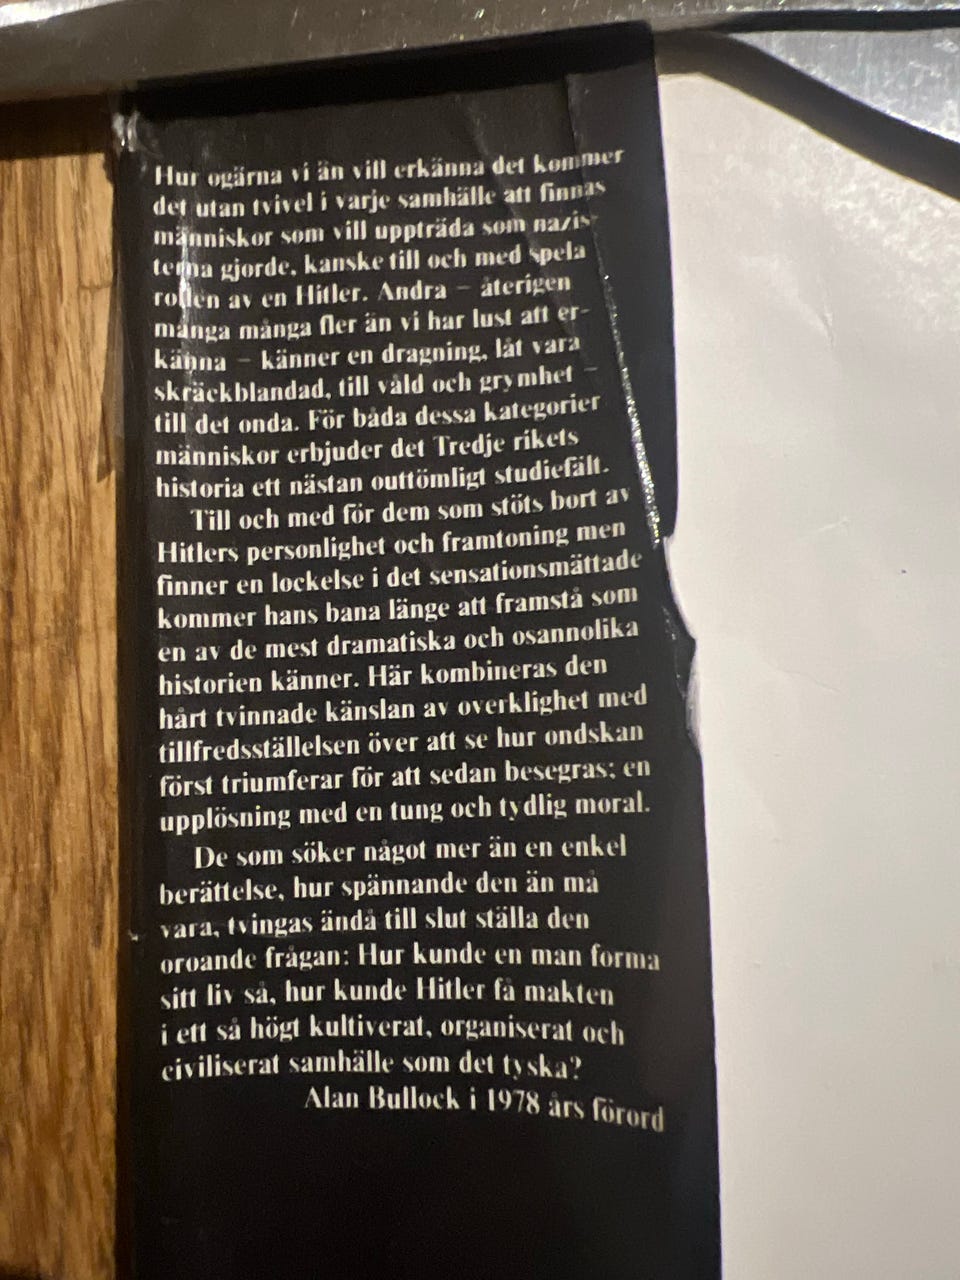 Hur ogärna vi än vill erkänna det kommer
det utan tvivel i varje samhälle att finnas
människor som vill uppträda som nazis-
terna gjorde, kanske till och med spela
rollen av en Hitler. Andra – återigen
många många fler än vi har lust att er-
känna – känner en dragning, låt vara
skräckblandad, till våld och grymhet –
till det onda. För båda dessa kategorier
människor erbjuder det Tredje rikets
historia ett nästan outtömligt studiefält.
Till och med för dem som stöts bort av
Hitlers personlighet och framtoning men
finner en lockelse i det sensationsmättade
kommer hans bana länge att framstå som
en av de mest dramatiska och osannolika
historien känner. Här kombineras den
hårt tvinnade känslan av overklighet med
tillfredsställelsen över att se hur ondskan
först triumferar för att sedan besegras; en
upplösning med en tung och tydlig moral.
De som söker något mer än en enkel
berättelse, hur spännande den än må
vara, tvingas ändå till slut ställa den
oroande frågan: Hur kunde en man forma
sitt liv så, hur kunde Hitler få makten
i ett så högt kultiverat, organiserat och
civiliserat samhälle som det tyska?
Alan Bullock i 1978 års förord